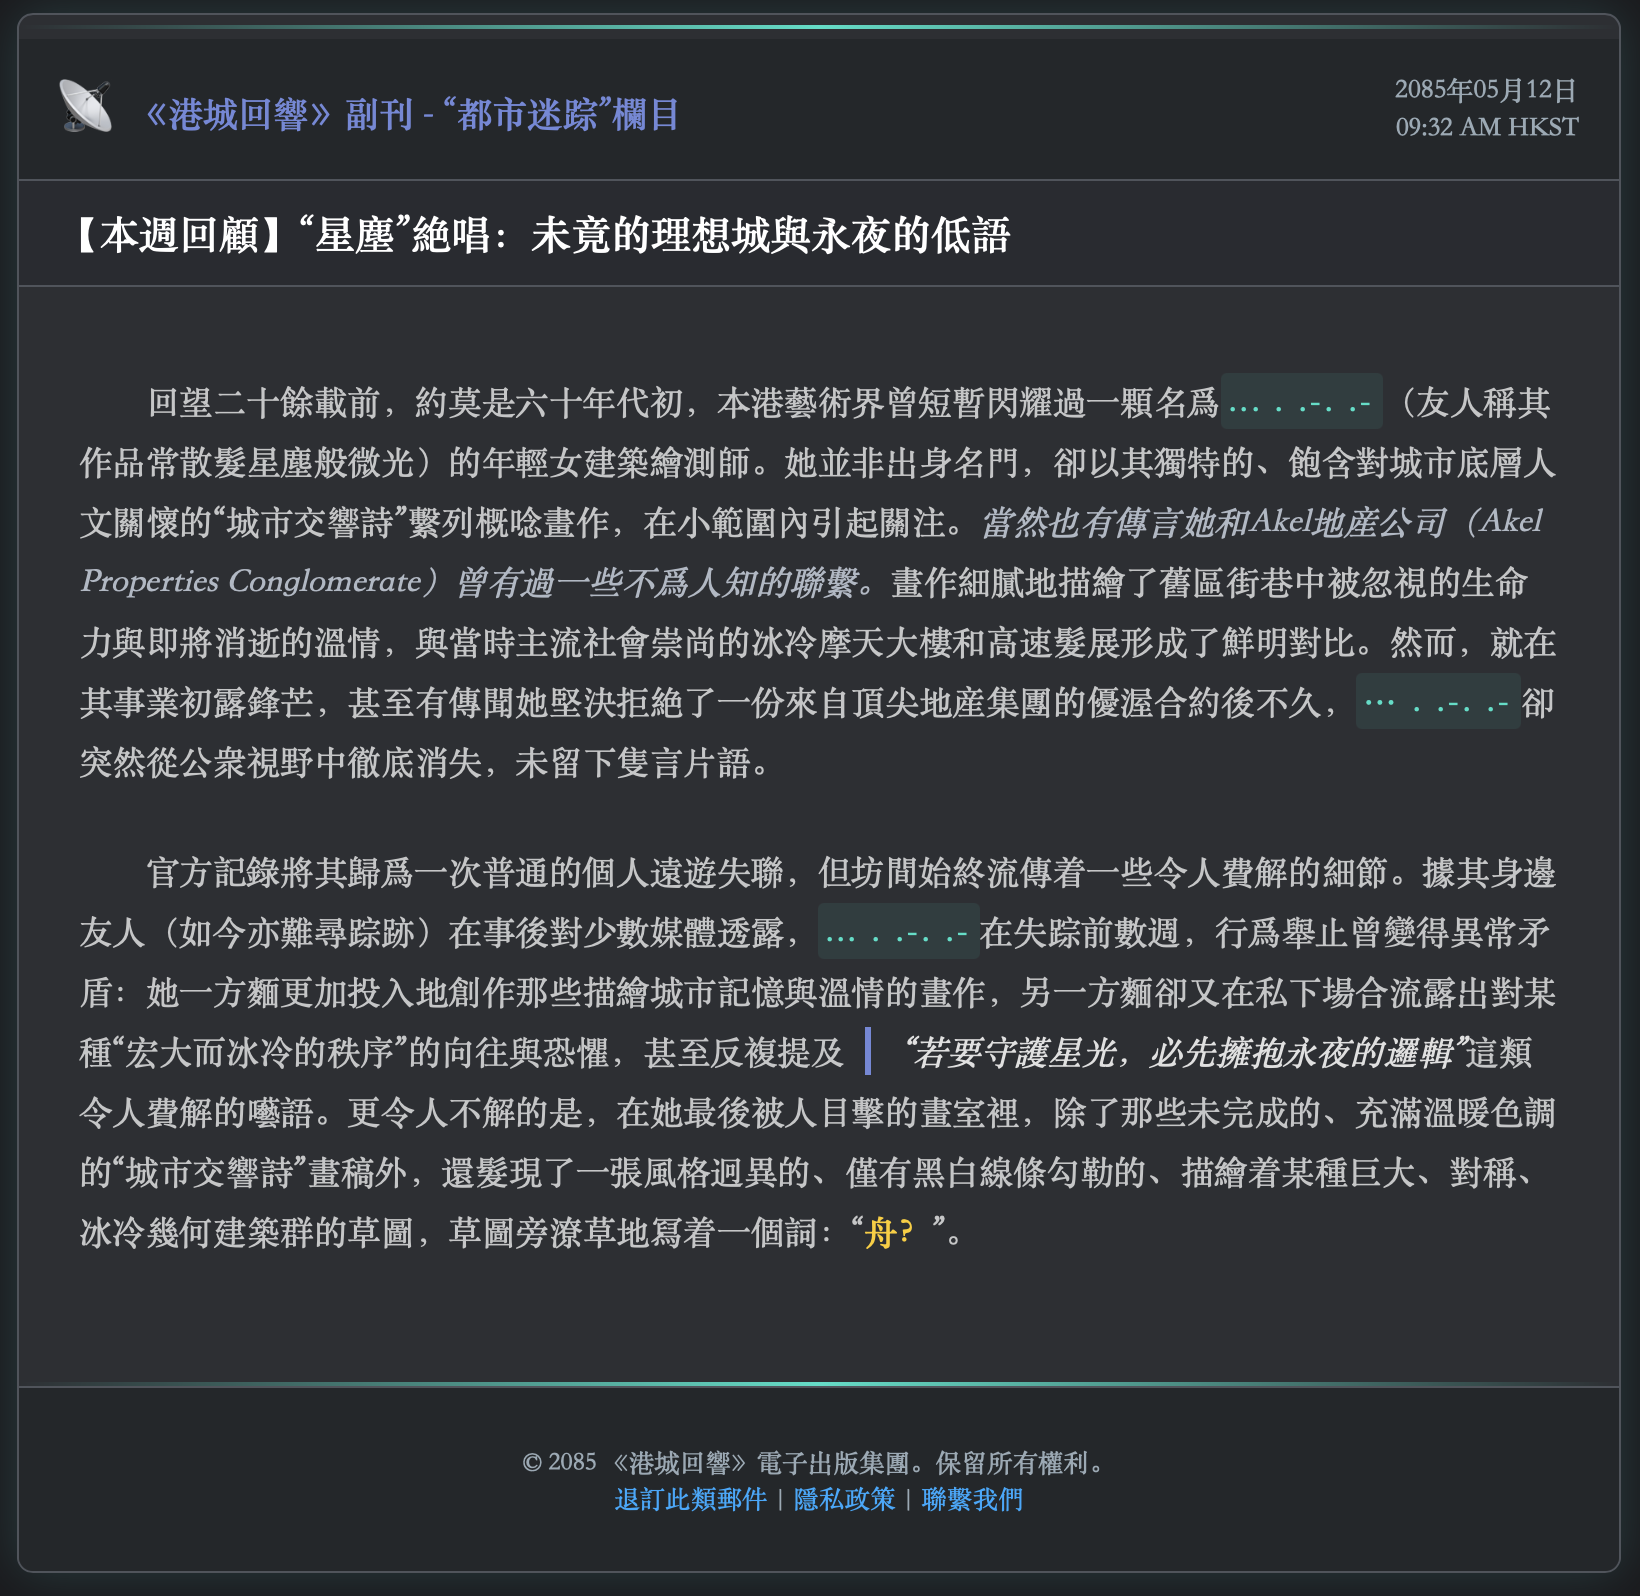 《港城回響》副刊 - “都市迷踪”欄目
2085年05月12日
09:32 AM HKST
【本週回顧】“星塵”絕唱：未竟的理想城與永夜的低語
回望二十餘載前，約莫是六十年代初，本港藝術界曾短暫閃耀過一顆名爲... . .-. .-（友人稱其
作品常散髮星塵般微光）的年輕女建築繪測師。她並非出身名門，卻以其獨特的、飽含對城市底層人
文關懷的“城市交響詩”繫列概唸畫作，在小範圍內引起關注。當然也有傳言她和Akel地産公司（Akel
Properties Conglomerate）曾有過一些不爲人知的聯繫。畫作細膩地描繪了舊區街巷中被忽視的生命
力與即將消逝的溫情，與當時主流社會崇尚的冰冷摩天大樓和高速髮展形成了鮮明對比。然而，就在
其事業初露鋒芒，甚至有傳聞她堅決拒絕了一份來自頂尖地産集團的優渥合約後不久，… . .-. .-卻
突然從公衆視野中徹底消失，未留下隻言片語。
官方記錄將其歸爲一次普通的個人遠遊失聯，但坊間始終流傳着一些令人費解的細節。據其身邊
友人（如今亦難尋踪跡）在事後對少數媒體透露，... . .-. .-在失踪前數週，行爲舉止曾變得異常矛
盾：她一方麵更加投入地創作那些描繪城市記憶與溫情的畫作，另一方麵卻又在私下場合流露出對某
種“宏大而冰冷的秩序”的向往與恐懼，甚至反複提及“若要守護星光，必先擁抱永夜的邏輯”這類
令人費解的囈語。更令人不解的是，在她最後被人目擊的畫室裡，除了那些未完成的、充滿溫暖色調
的“城市交響詩”畫稿外，還髮現了一張風格迥異的、僅有黑白線條勾勒的、描繪着某種巨大、對稱、
冰冷幾何建築群的草圖，草圖旁潦草地寫着一個詞：“舟？”。
© 2085 《港城回響》電子出版集團。保留所有權利。
退訂此類郵件 | 隱私政策 | 聯繫我們